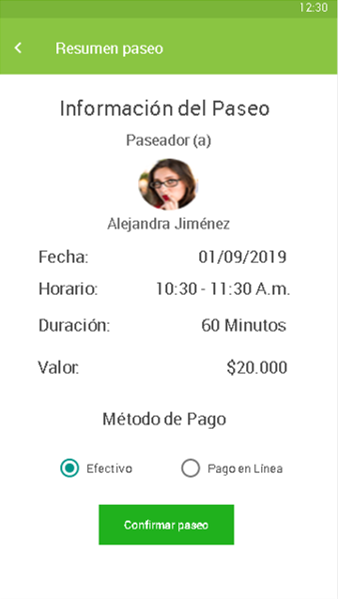 12:30
Resumen paseo
Información del Paseo
Paseador (a)
Alejandra Jiménez
Fecha: 01/09/2019
Horario: 10:30 - 11:30 A.m.
Duración: 60 Minutos
Valor: $20.000
Método de Pago
Efectivo Pago en Línea
Confirmar paseo